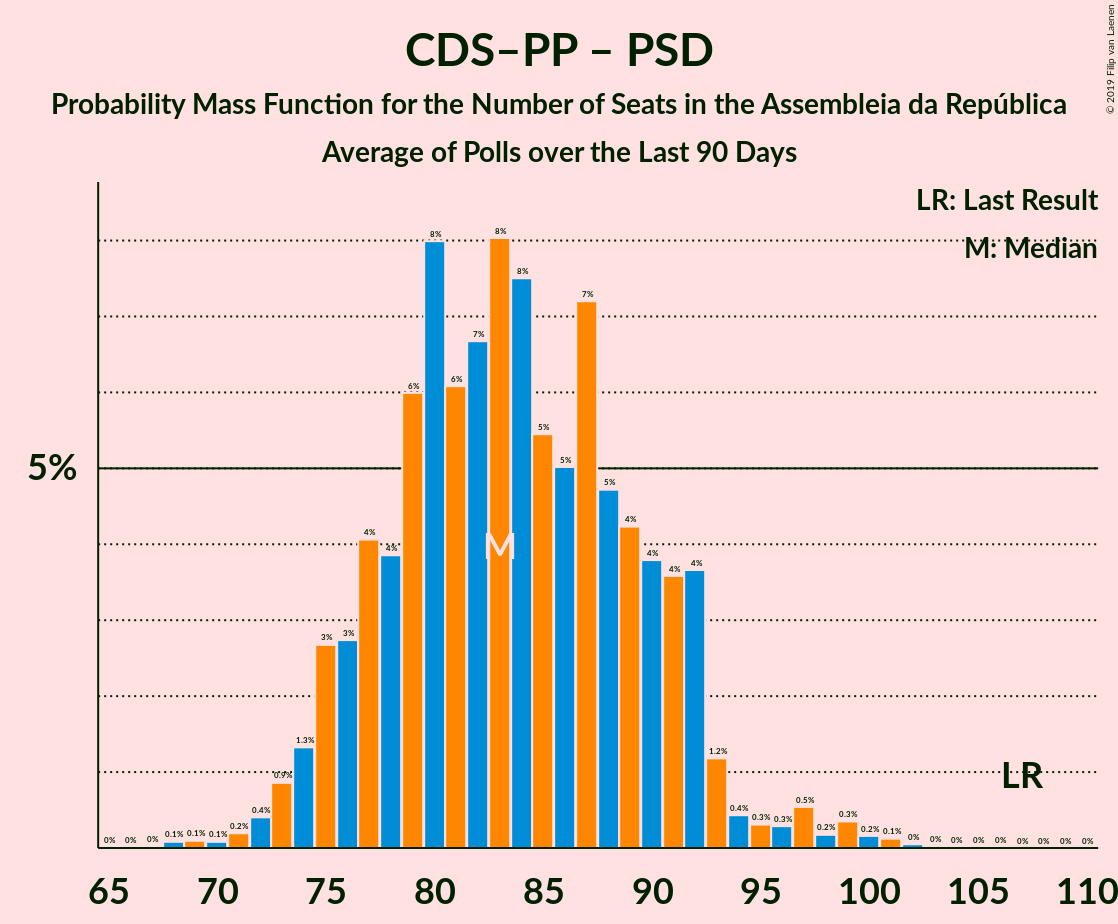 CDS–PP – PSD
Probability Mass Function for the Number of Seats in the Assembleia da República
Average of Polls over the Last 90 Days
© 2019 Filip van Laenen
LR: Last Result
M: Median
5%
0% 0% 0% 0.1% 0.1% 0.1% 0.2% 0.4% 0.9% 1.3% 3% 3% 4% 4% 6% 8% 6% 7% 8% 8% 5% 5% 7% 5% 4% 4% 4% 4% 1.2% 0.4% 0.3% 0.3% 0.5% 0.2% 0.3% 0.2% 0.1% 0% 0% 0% 0% 0% 0% 0% 0% 0%
M
LR
65 70 75 80 85 90 95 100 105 110